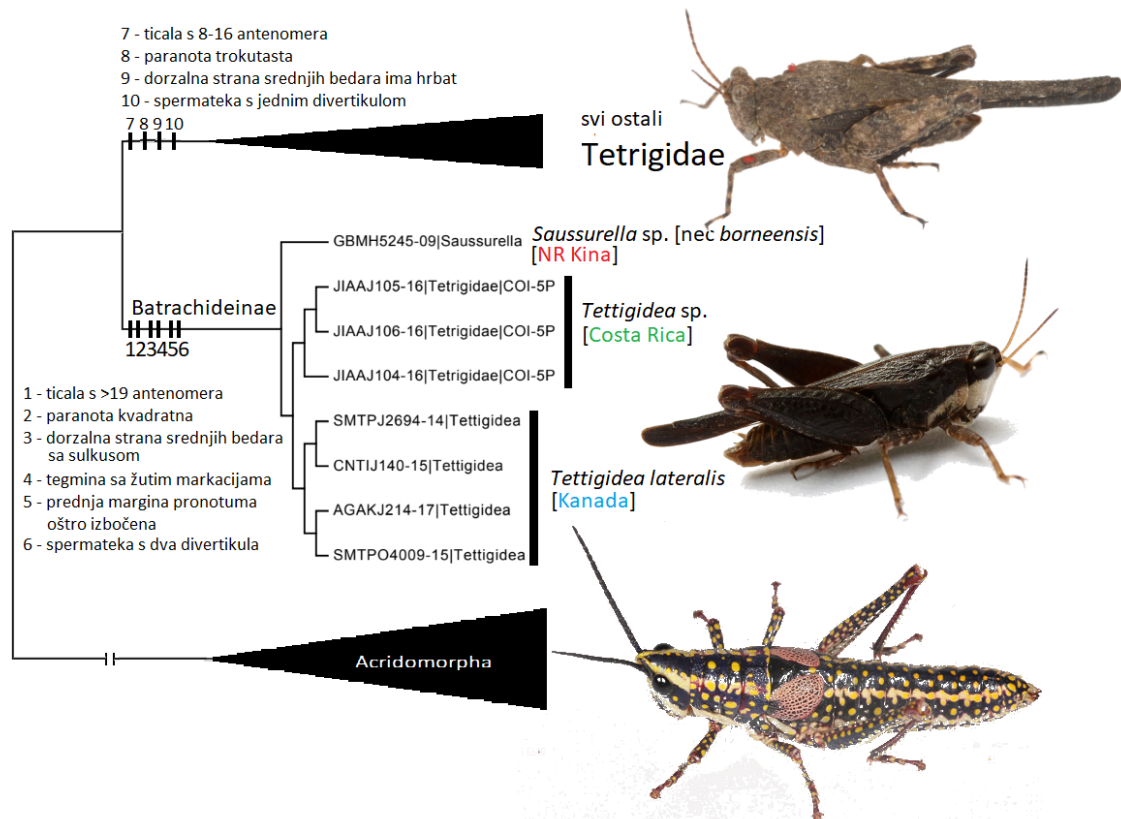 7 - ticala s 8-16 antenomera
8 - paranota trokutasta
9 - dorzalna strana srednjih bedara ima hrbat
10 - spermateka s jednim divertikulom
7 8 9 10
svi ostali
Tetrigidae
GBMH5245-09|Saussurella
Saussurella sp. [nec borneensis]
[NR Kina]
Batrachideinae
123456
JIAAJ105-16|Tetrigidae|COI-5P
JIAAJ106-16|Tetrigidae|COI-5P
JIAAJ104-16|Tetrigidae|COI-5P
Tettigidea sp.
[Costa Rica]
1 - ticala s >19 antenomera
2 - paranota kvadratna
3 - dorzalna strana srednjih bedara
sa sulkusom
4 - tegmina sa žutim markacijama
5 - prednja margina pronotuma
oštro izbočena
6 - spermateka s dva divertikula
SMTPJ2694-14|Tettigidea
CNTIJ140-15|Tettigidea
AGAKJ214-17|Tettigidea
SMTPO4009-15|Tettigidea
Tettigidea lateralis
[Kanada]
Acridomorpha